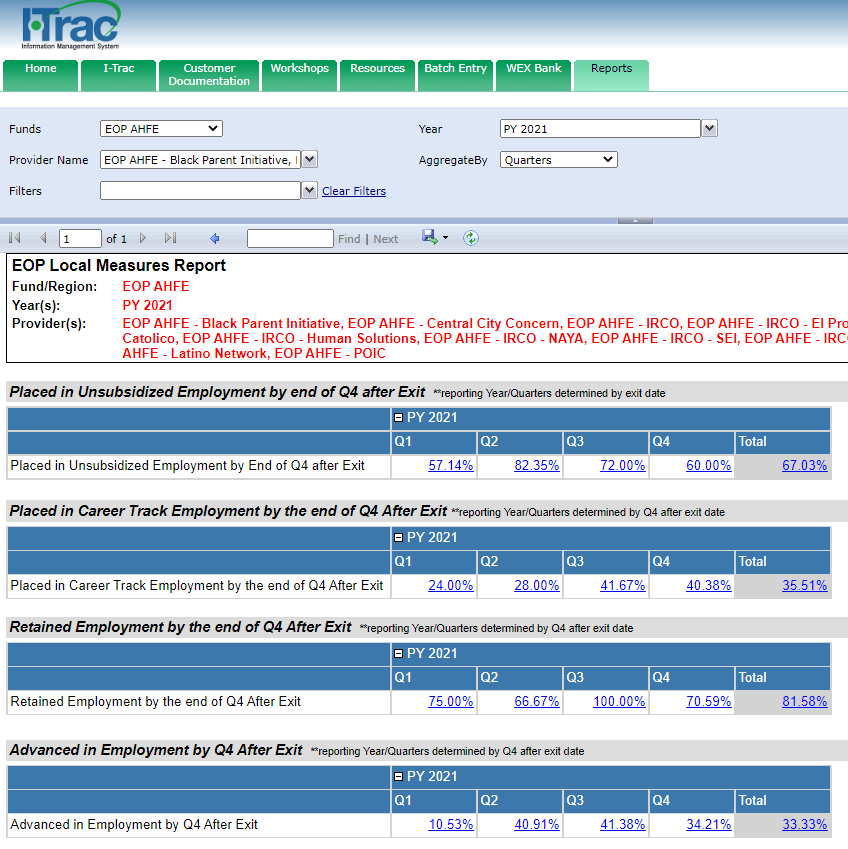 I-Trac
Information Management System
Home
I-Trac
Customer Documentation
Workshops
Resources
Batch Entry
WEX Bank
Reports
Funds EOP AHFE Year PY 2021
Provider Name EOP AHFE - Black Parent Initiative, AggregateBy Quarters
Filters Clear Filters
1 of 1 Find | Next
EOP Local Measures Report
Fund/Region: EOP AHFE
Year(s): PY 2021
Provider(s): EOP AHFE - Black Parent Initiative, EOP AHFE - Central City Concern, EOP AHFE - IRCO, EOP AHFE - IRCO - El Pro
Catolico, EOP AHFE - IRCO - Human Solutions, EOP AHFE - IRCO - NAYA, EOP AHFE - IRCO - SEI, EOP AHFE - IRC
AHFE - Latino Network, EOP AHFE - POIC
Placed in Unsubsidized Employment by end of Q4 after Exit **reporting Year/Quarters determined by exit date
PY 2021
Q1 Q2 Q3 Q4 Total
Placed in Unsubsidized Employment by End of Q4 after Exit 57.14% 82.35% 72.00% 60.00% 67.03%
Placed in Career Track Employment by the end of Q4 After Exit **reporting Year/Quarters determined by Q4 after exit date
PY 2021
Q1 Q2 Q3 Q4 Total
Placed in Career Track Employment by the end of Q4 After Exit 24.00% 28.00% 41.67% 40.38% 35.51%
Retained Employment by the end of Q4 After Exit **reporting Year/Quarters determined by Q4 after exit date
PY 2021
Q1 Q2 Q3 Q4 Total
Retained Employment by the end of Q4 After Exit 75.00% 66.67% 100.00% 70.59% 81.58%
Advanced in Employment by Q4 After Exit **reporting Year/Quarters determined by Q4 after exit date
PY 2021
Q1 Q2 Q3 Q4 Total
Advanced in Employment by Q4 After Exit 10.53% 40.91% 41.38% 34.21% 33.33%